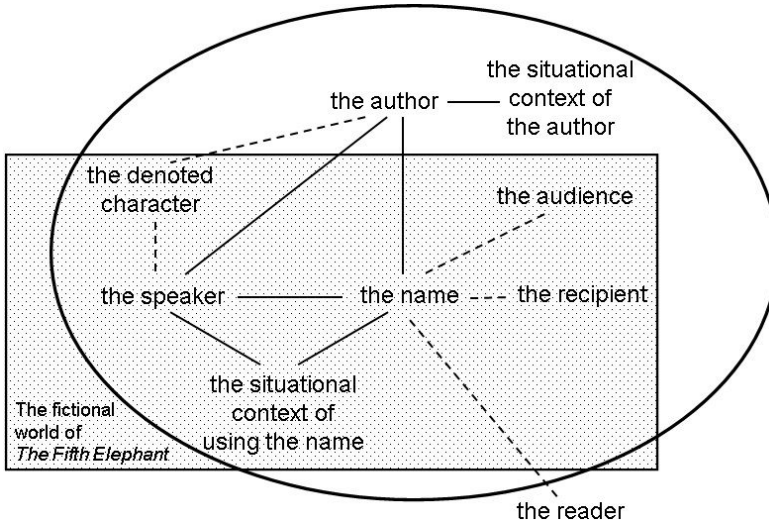 the situational
context of
the author
the author
the denoted
character
the audience
the speaker
the name
the recipient
the situational
context of
using the name
The fictional
world of
The Fifth Elephant
the reader